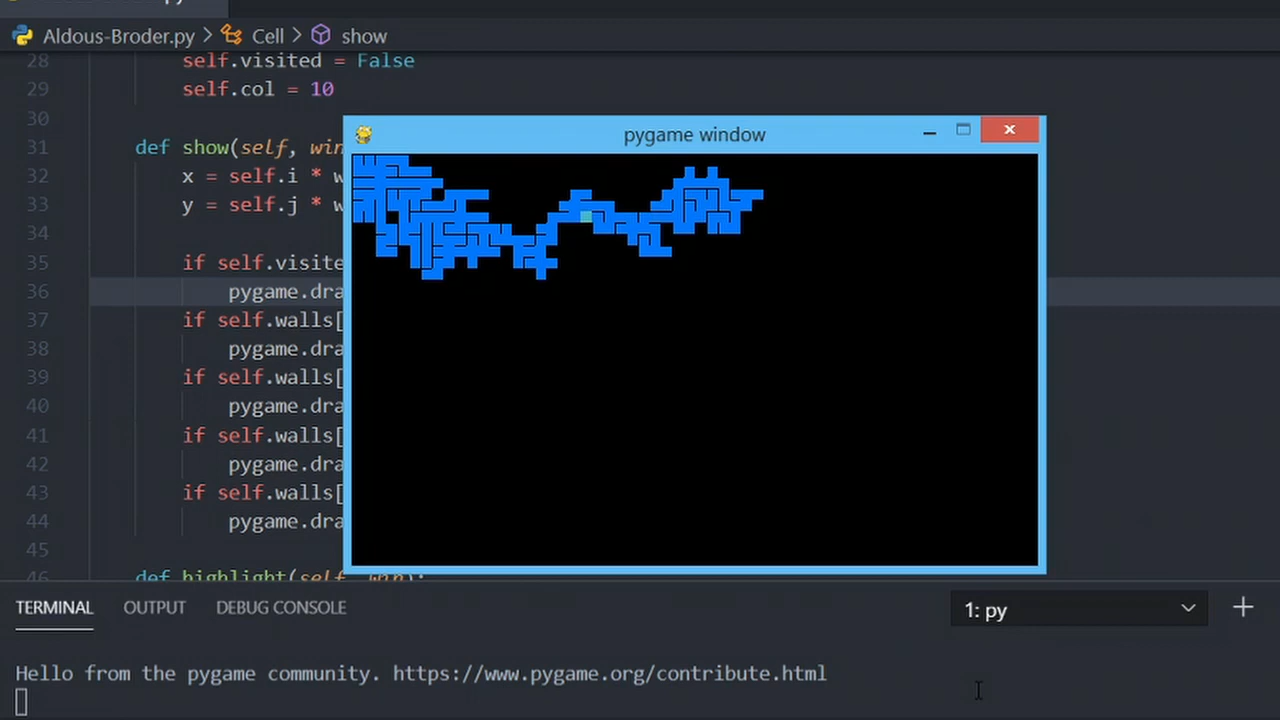 Aldous-Broder.py > Cell > show
28 self.visited = False
29 self.col = 10
30
31 def show(self, win
32 x = self.i * w
33 y = self.j * w
34
35 if self.visite
36 pygame.dra
37 if self.walls[
38 pygame.dra
39 if self.walls[
40 pygame.dra
41 if self.walls[
42 pygame.dra
43 if self.walls[
44 pygame.dra
45
46 def highlight(self, win):
pygame window
TERMINAL OUTPUT DEBUG CONSOLE
1: py
Hello from the pygame community. https://www.pygame.org/contribute.html